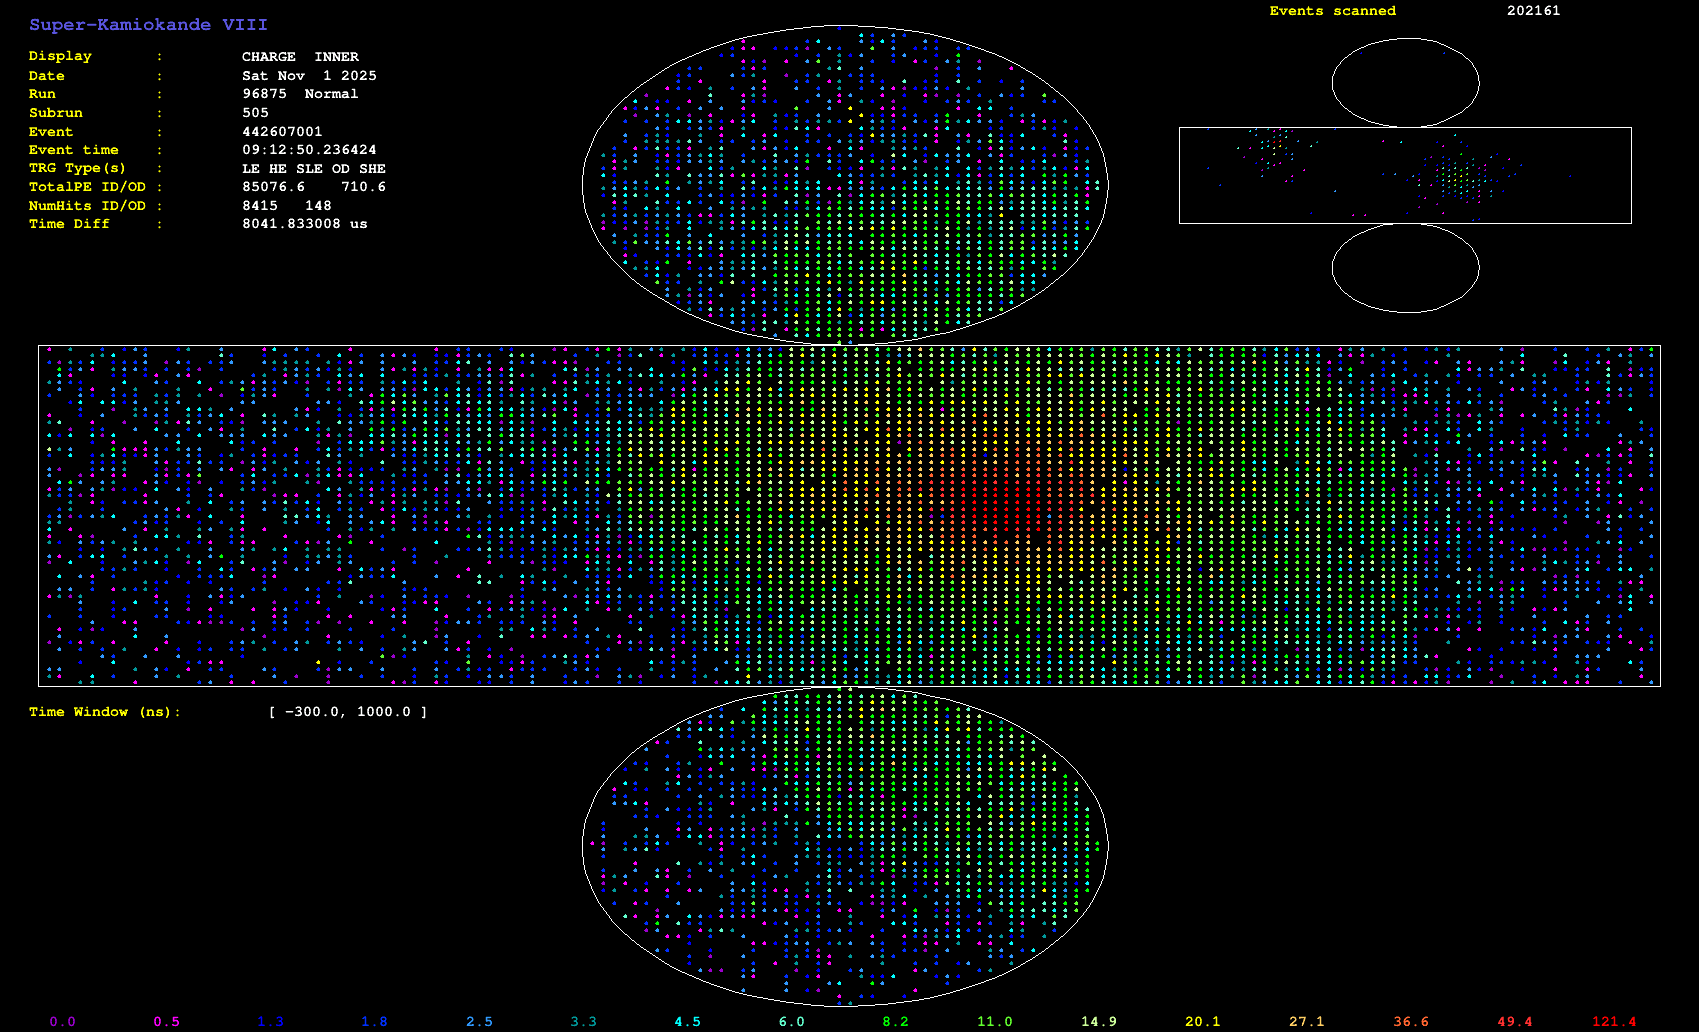 Super-Kamiokande VIII
Events scanned 202161
Display : CHARGE INNER
Date : Sat Nov 1 2025
Run : 96875 Normal
Subrun : 505
Event : 442607001
Event time : 09:12:50.236424
TRG Type(s) : LE HE SLE OD SHE
TotalPE ID/OD : 85076.6 710.6
NumHits ID/OD : 8415 148
Time Diff : 8041.833008 us
Time Window (ns): [ -300.0, 1000.0 ]
0.0 0.5 1.3 1.8 2.5 3.3 4.5 6.0 8.2 11.0 14.9 20.1 27.1 36.6 49.4 121.4